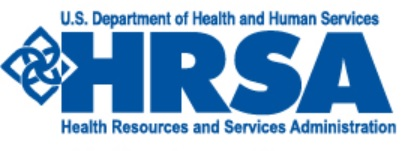 U.S. Department of Health and Human Services
HRSA
Health Resources and Services Administration